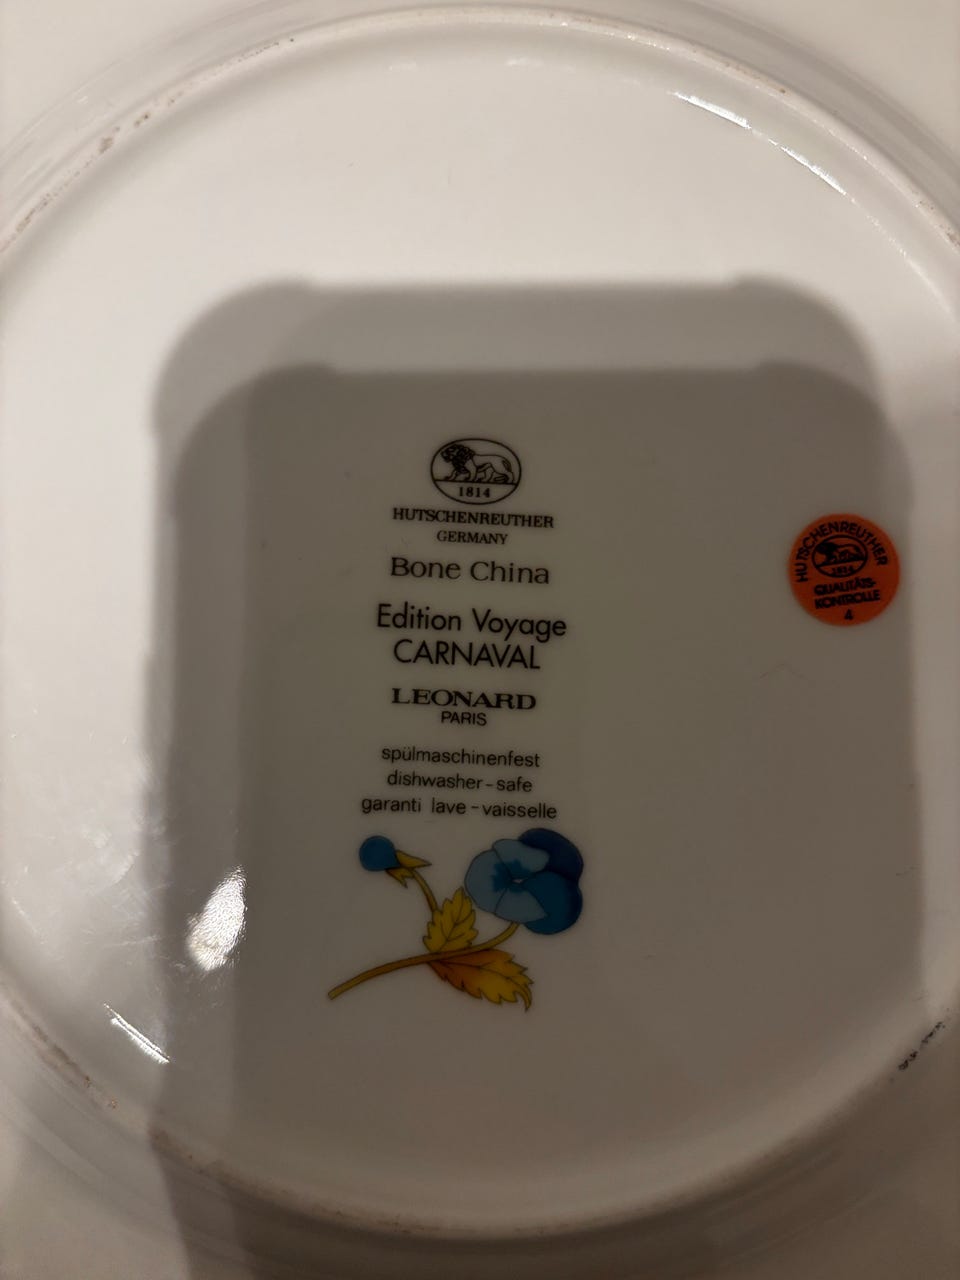 1814
HUTSCHENREUTHER
GERMANY
Bone China
Edition Voyage
CARNAVAL
LEONARD
PARIS
spülmaschinenfest
dishwasher-safe
garanti lave-vaisselle
HUTSCHENREUTHER
1814
QUALITÄTS-
KONTROLLE
4